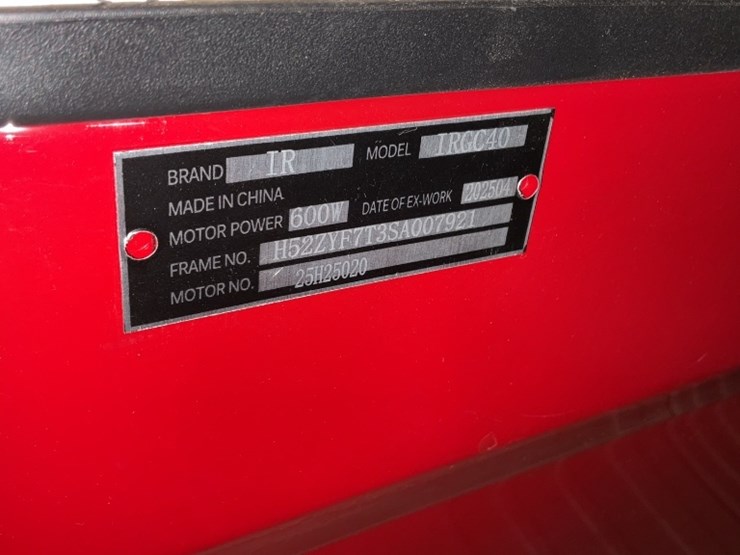 BRAND IR MODEL IRGC40
MADE IN CHINA
MOTOR POWER 600W DATE OF EX-WORK 202504
FRAME NO. H52ZYF7T3SA007921
MOTOR NO. 25H25020